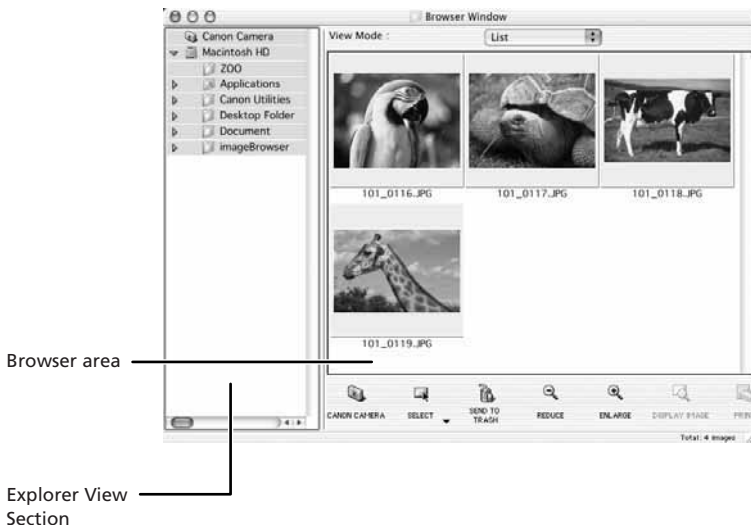 Browser Window
Canon Camera
Macintosh HD
ZOO
Applications
Canon Utilities
Desktop Folder
Document
imageBrowser
View Mode :
List
101_0116.JPG
101_0117.JPG
101_0118.JPG
101_0119.JPG
CANON CAMERA
SELECT
SEND TO
TRASH
REDUCE
ENLARGE
DISPLAY IMAGE
Total: 4 images
Browser area
Explorer View
Section